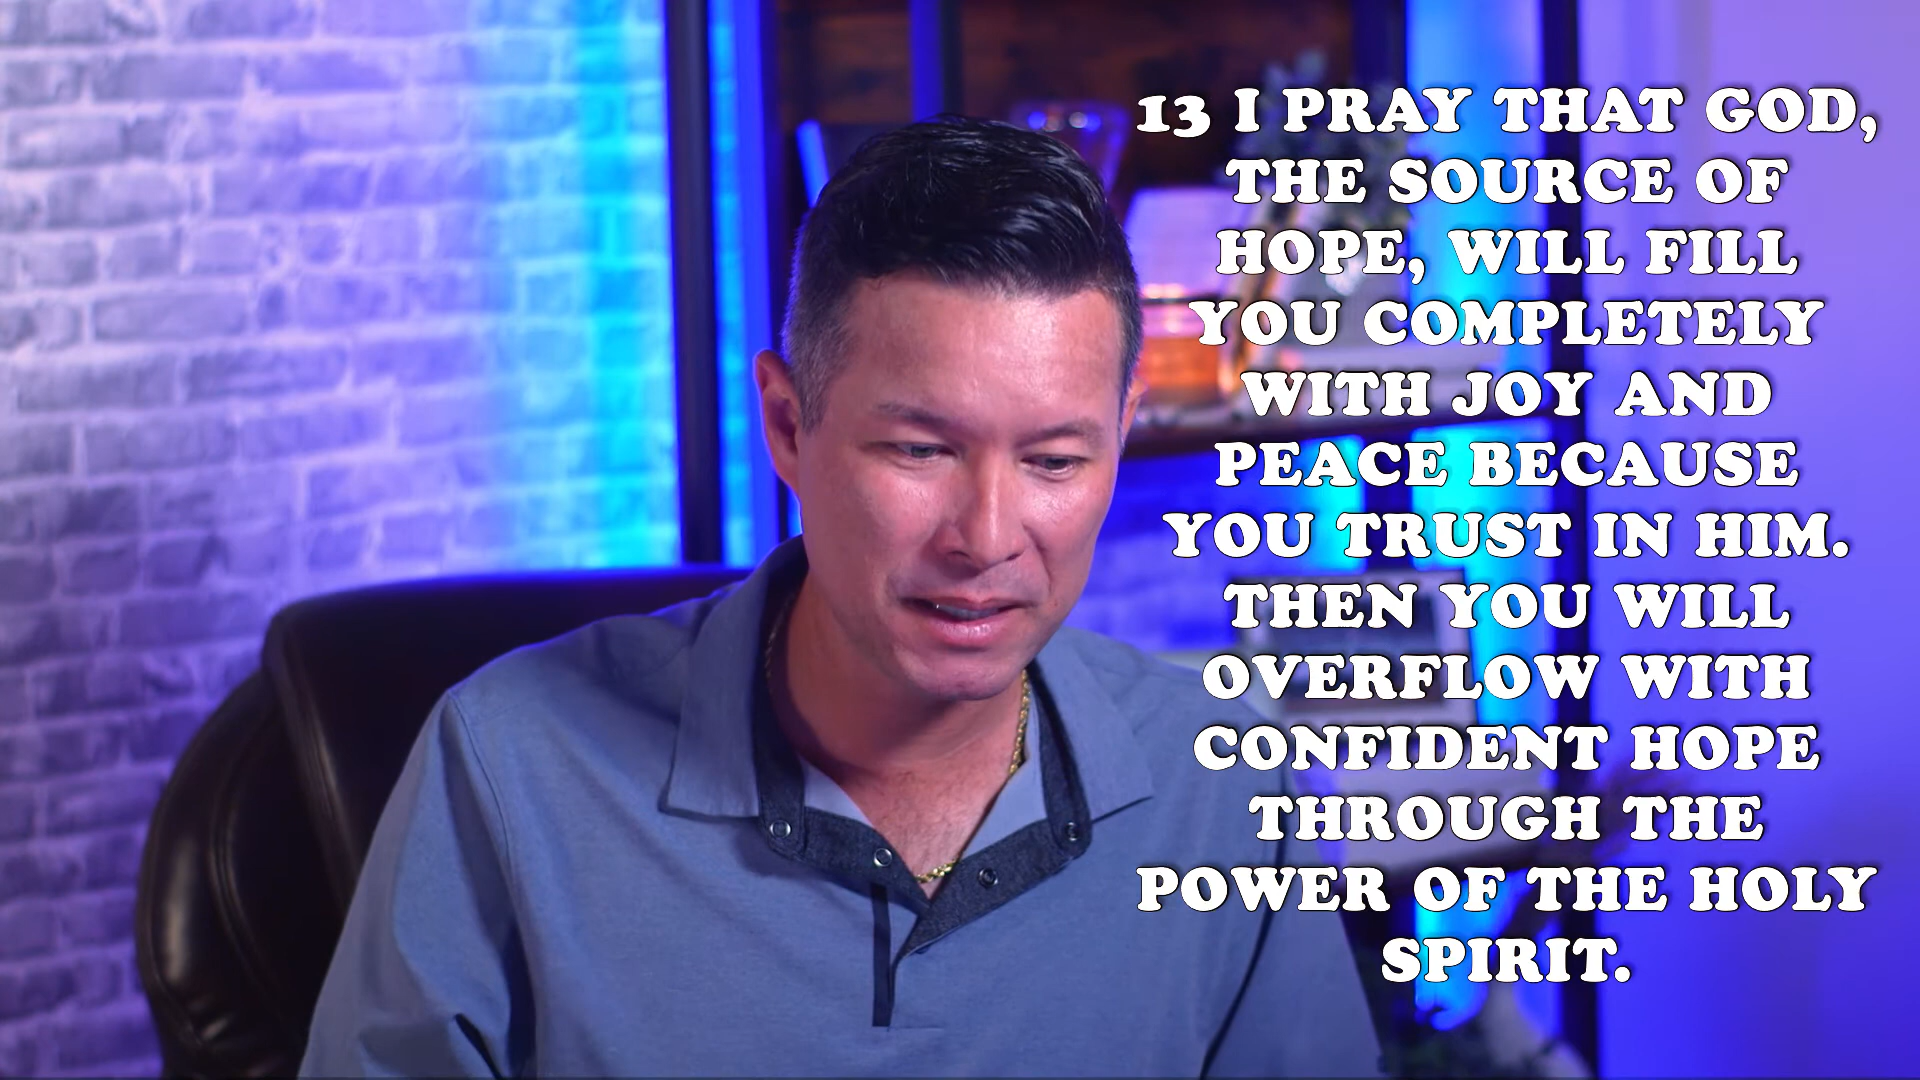 13 I PRAY THAT GOD,
THE SOURCE OF
HOPE, WILL FILL
YOU COMPLETELY
WITH JOY AND
PEACE BECAUSE
YOU TRUST IN HIM.
THEN YOU WILL
OVERFLOW WITH
CONFIDENT HOPE
THROUGH THE
POWER OF THE HOLY
SPIRIT.